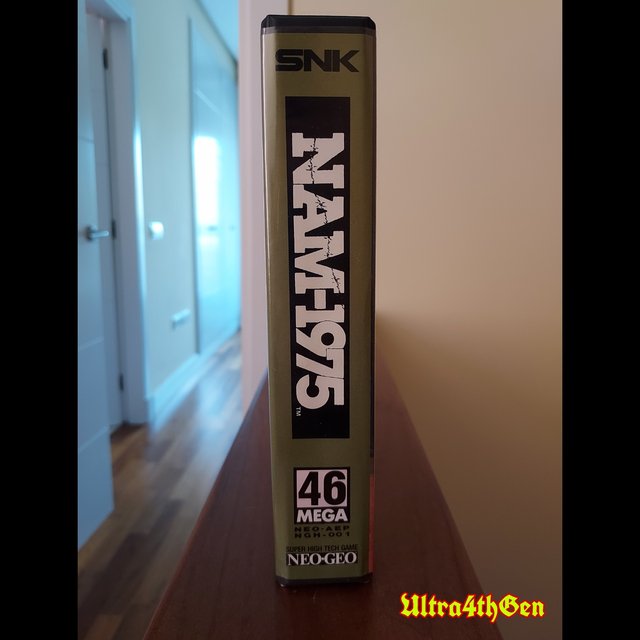 SNK
NAM-1975
TM
46
MEGA
NEO-AEP
NGH-001
SUPER HIGH TECH GAME
NEO•GEO
Ultra4thGen